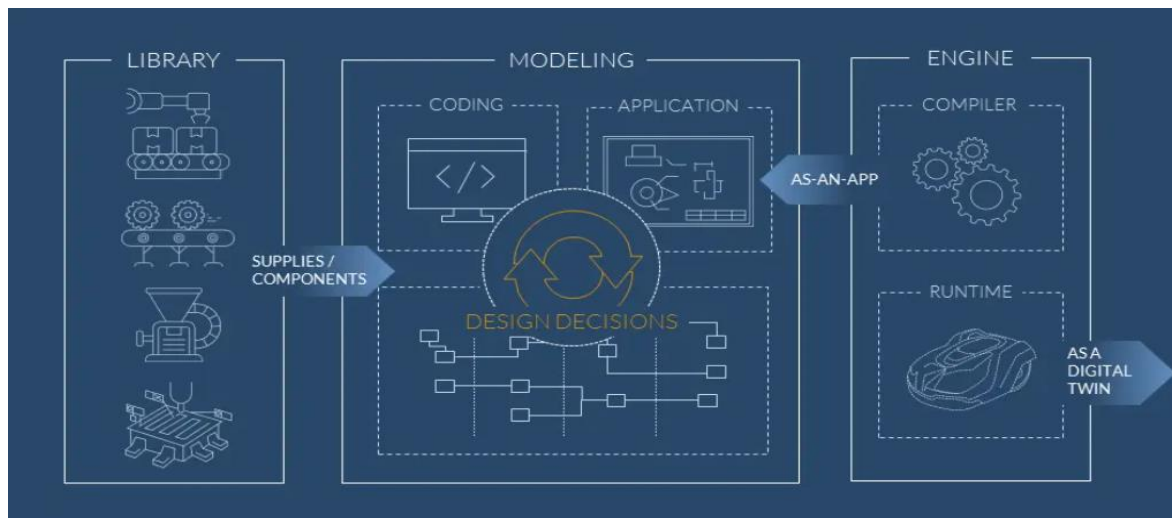 LIBRARY
SUPPLIES /
COMPONENTS
MODELING
CODING
APPLICATION
</>
DESIGN DECISIONS
AS-AN-APP
ENGINE
COMPILER
RUNTIME
AS A
DIGITAL
TWIN